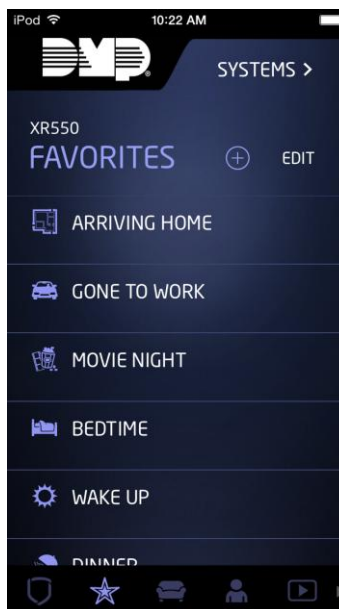 iPod 10:22 AM
DMP
SYSTEMS >
XR550
FAVORITES + EDIT
ARRIVING HOME
GONE TO WORK
MOVIE NIGHT
BEDTIME
WAKE UP
DINNER